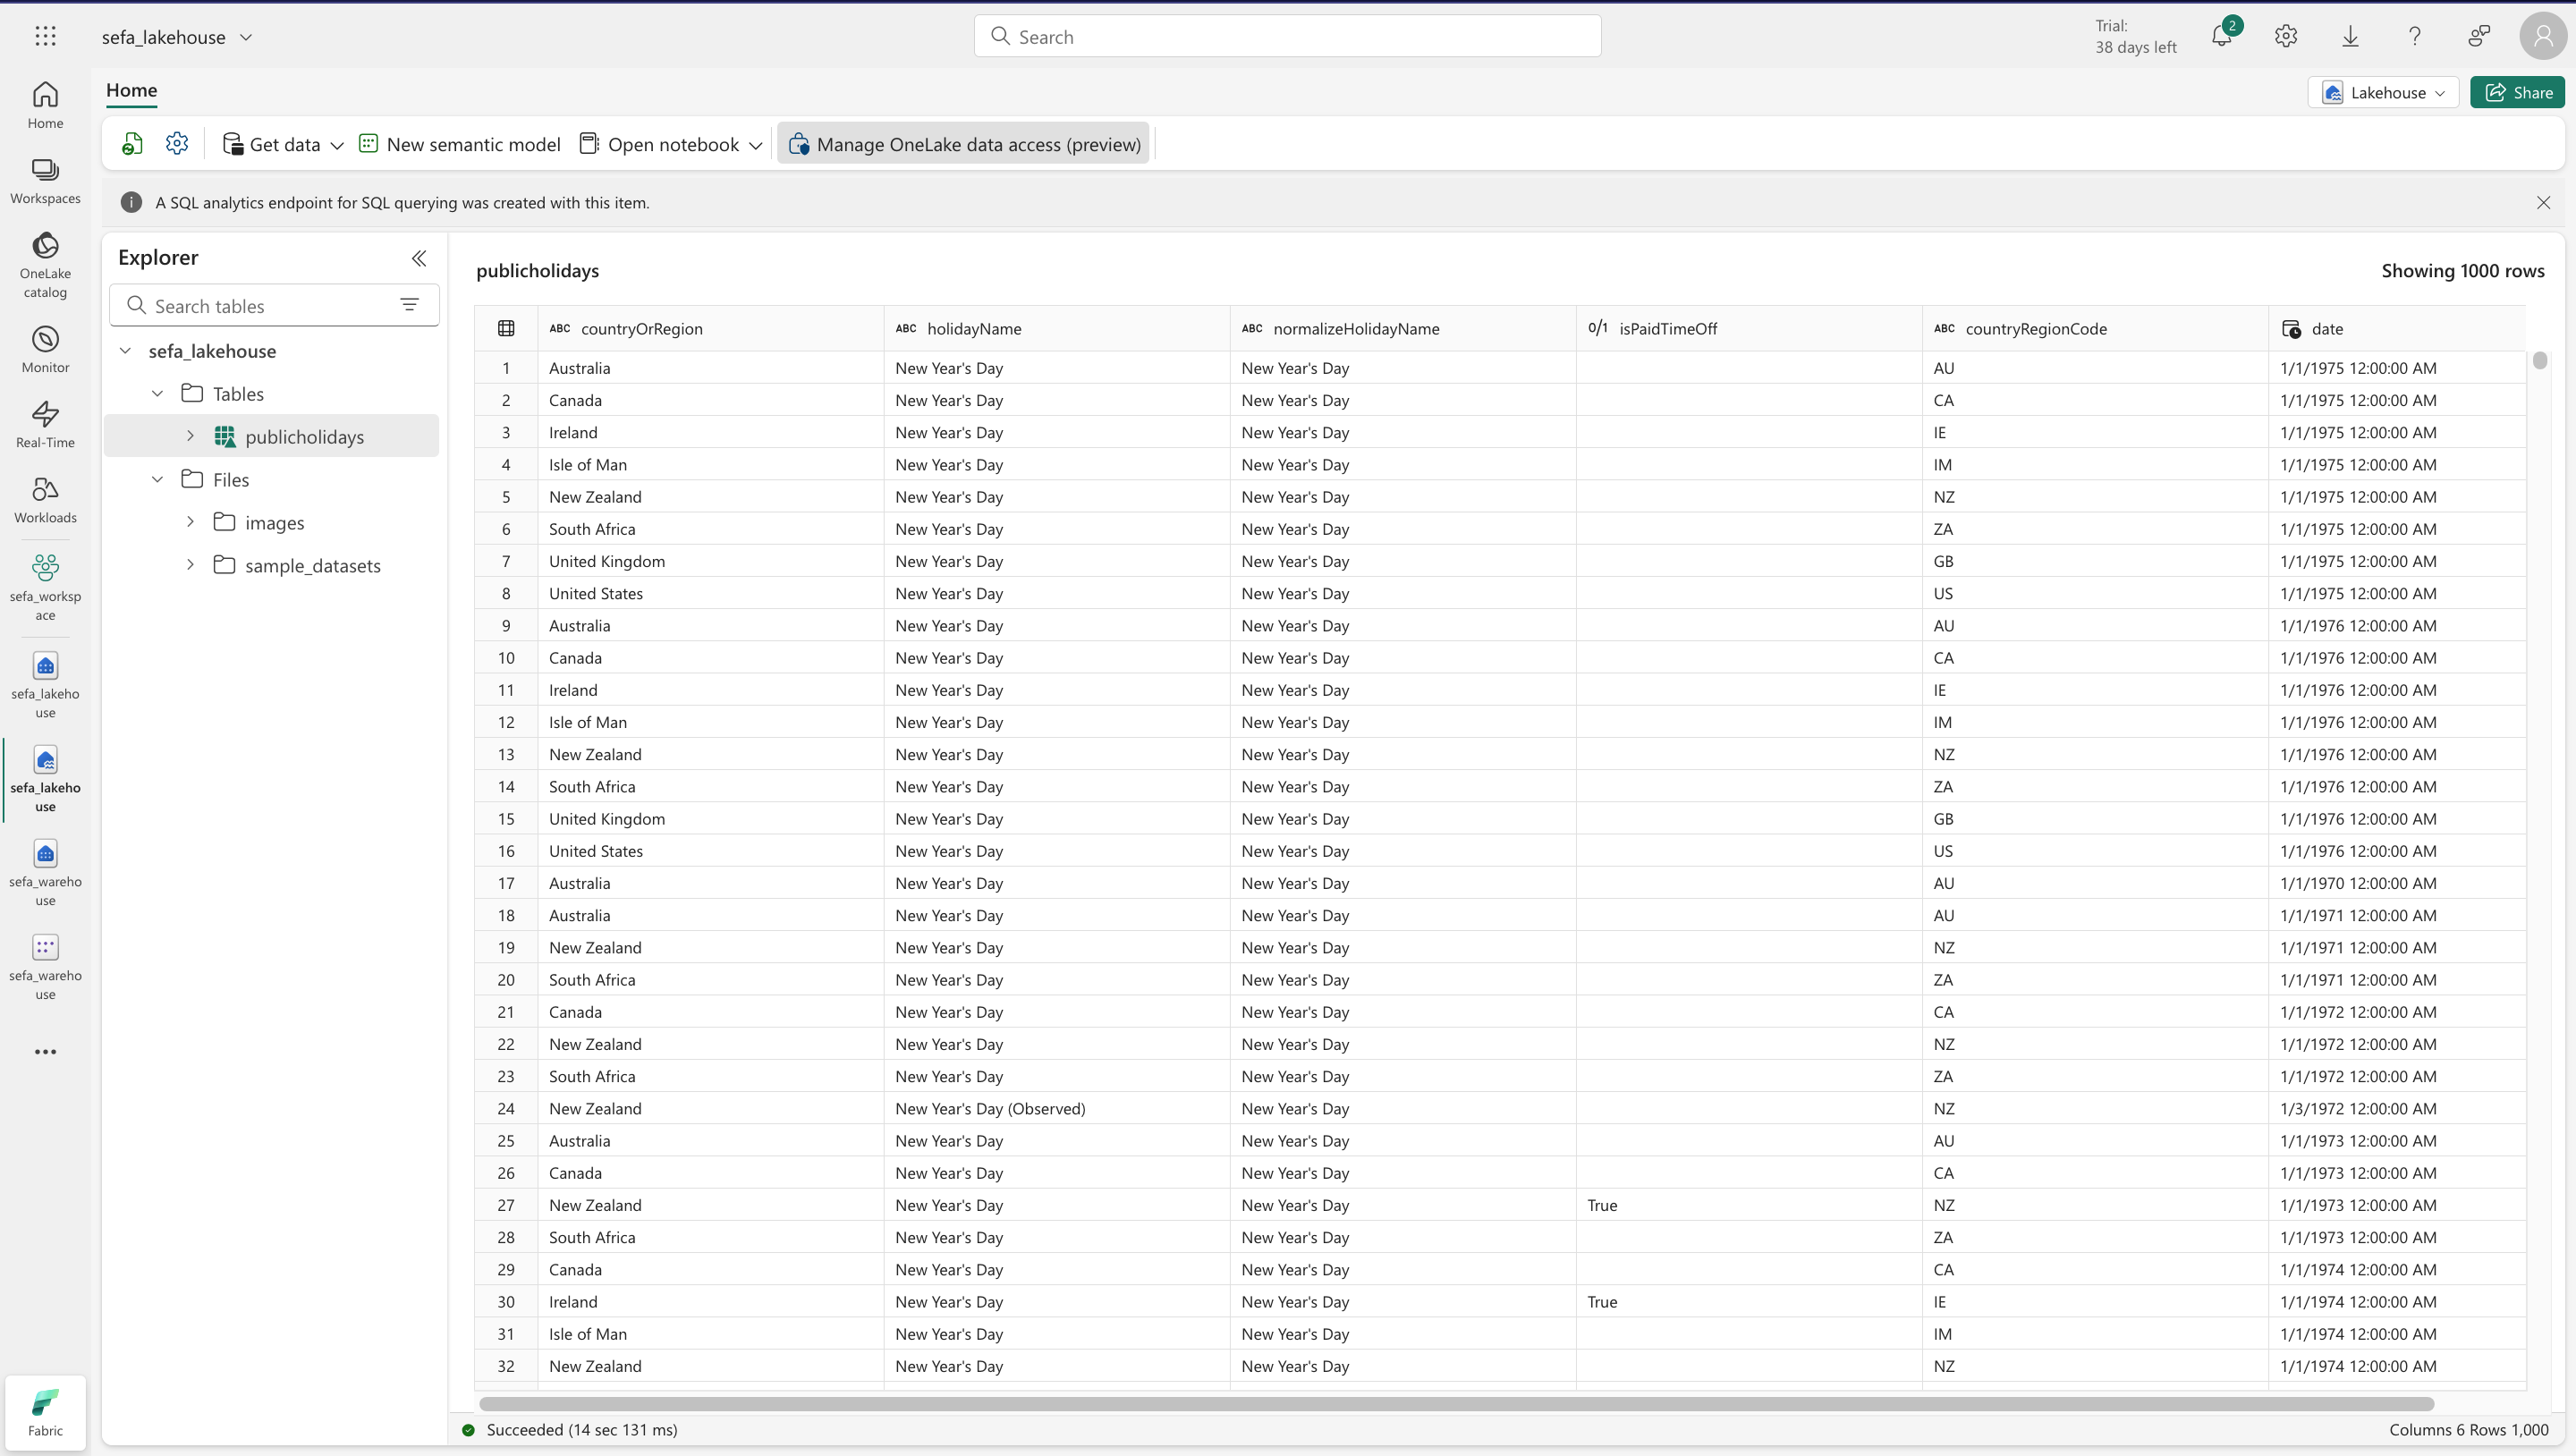 sefa_lakehouse
Search
Trial:
38 days left
2
Home
Lakehouse
Share
Get data
New semantic model
Open notebook
Manage OneLake data access (preview)
A SQL analytics endpoint for SQL querying was created with this item.
Home
Workspaces
OneLake
catalog
Monitor
Real-Time
Workloads
sefa_worksp
ace
sefa_lakeho
use
sefa_lakeho
use
sefa_wareho
use
sefa_wareho
use
Fabric
Explorer
Search tables
sefa_lakehouse
Tables
publicholidays
Files
images
sample_datasets
publicholidays
Showing 1000 rows
ABC countryOrRegion ABC holidayName ABC normalizeHolidayName 0/1 isPaidTimeOff ABC countryRegionCode date
1 Australia New Year's Day New Year's Day AU 1/1/1975 12:00:00 AM
2 Canada New Year's Day New Year's Day CA 1/1/1975 12:00:00 AM
3 Ireland New Year's Day New Year's Day IE 1/1/1975 12:00:00 AM
4 Isle of Man New Year's Day New Year's Day IM 1/1/1975 12:00:00 AM
5 New Zealand New Year's Day New Year's Day NZ 1/1/1975 12:00:00 AM
6 South Africa New Year's Day New Year's Day ZA 1/1/1975 12:00:00 AM
7 United Kingdom New Year's Day New Year's Day GB 1/1/1975 12:00:00 AM
8 United States New Year's Day New Year's Day US 1/1/1975 12:00:00 AM
9 Australia New Year's Day New Year's Day AU 1/1/1976 12:00:00 AM
10 Canada New Year's Day New Year's Day CA 1/1/1976 12:00:00 AM
11 Ireland New Year's Day New Year's Day IE 1/1/1976 12:00:00 AM
12 Isle of Man New Year's Day New Year's Day IM 1/1/1976 12:00:00 AM
13 New Zealand New Year's Day New Year's Day NZ 1/1/1976 12:00:00 AM
14 South Africa New Year's Day New Year's Day ZA 1/1/1976 12:00:00 AM
15 United Kingdom New Year's Day New Year's Day GB 1/1/1976 12:00:00 AM
16 United States New Year's Day New Year's Day US 1/1/1976 12:00:00 AM
17 Australia New Year's Day New Year's Day AU 1/1/1970 12:00:00 AM
18 Australia New Year's Day New Year's Day AU 1/1/1971 12:00:00 AM
19 New Zealand New Year's Day New Year's Day NZ 1/1/1971 12:00:00 AM
20 South Africa New Year's Day New Year's Day ZA 1/1/1971 12:00:00 AM
21 Canada New Year's Day New Year's Day CA 1/1/1972 12:00:00 AM
22 New Zealand New Year's Day New Year's Day NZ 1/1/1972 12:00:00 AM
23 South Africa New Year's Day New Year's Day ZA 1/1/1972 12:00:00 AM
24 New Zealand New Year's Day (Observed) New Year's Day NZ 1/3/1972 12:00:00 AM
25 Australia New Year's Day New Year's Day AU 1/1/1973 12:00:00 AM
26 Canada New Year's Day New Year's Day CA 1/1/1973 12:00:00 AM
27 New Zealand New Year's Day New Year's Day True NZ 1/1/1973 12:00:00 AM
28 South Africa New Year's Day New Year's Day ZA 1/1/1973 12:00:00 AM
29 Canada New Year's Day New Year's Day CA 1/1/1974 12:00:00 AM
30 Ireland New Year's Day New Year's Day True IE 1/1/1974 12:00:00 AM
31 Isle of Man New Year's Day New Year's Day IM 1/1/1974 12:00:00 AM
32 New Zealand New Year's Day New Year's Day NZ 1/1/1974 12:00:00 AM
Succeeded (14 sec 131 ms)
Columns 6 Rows 1,000